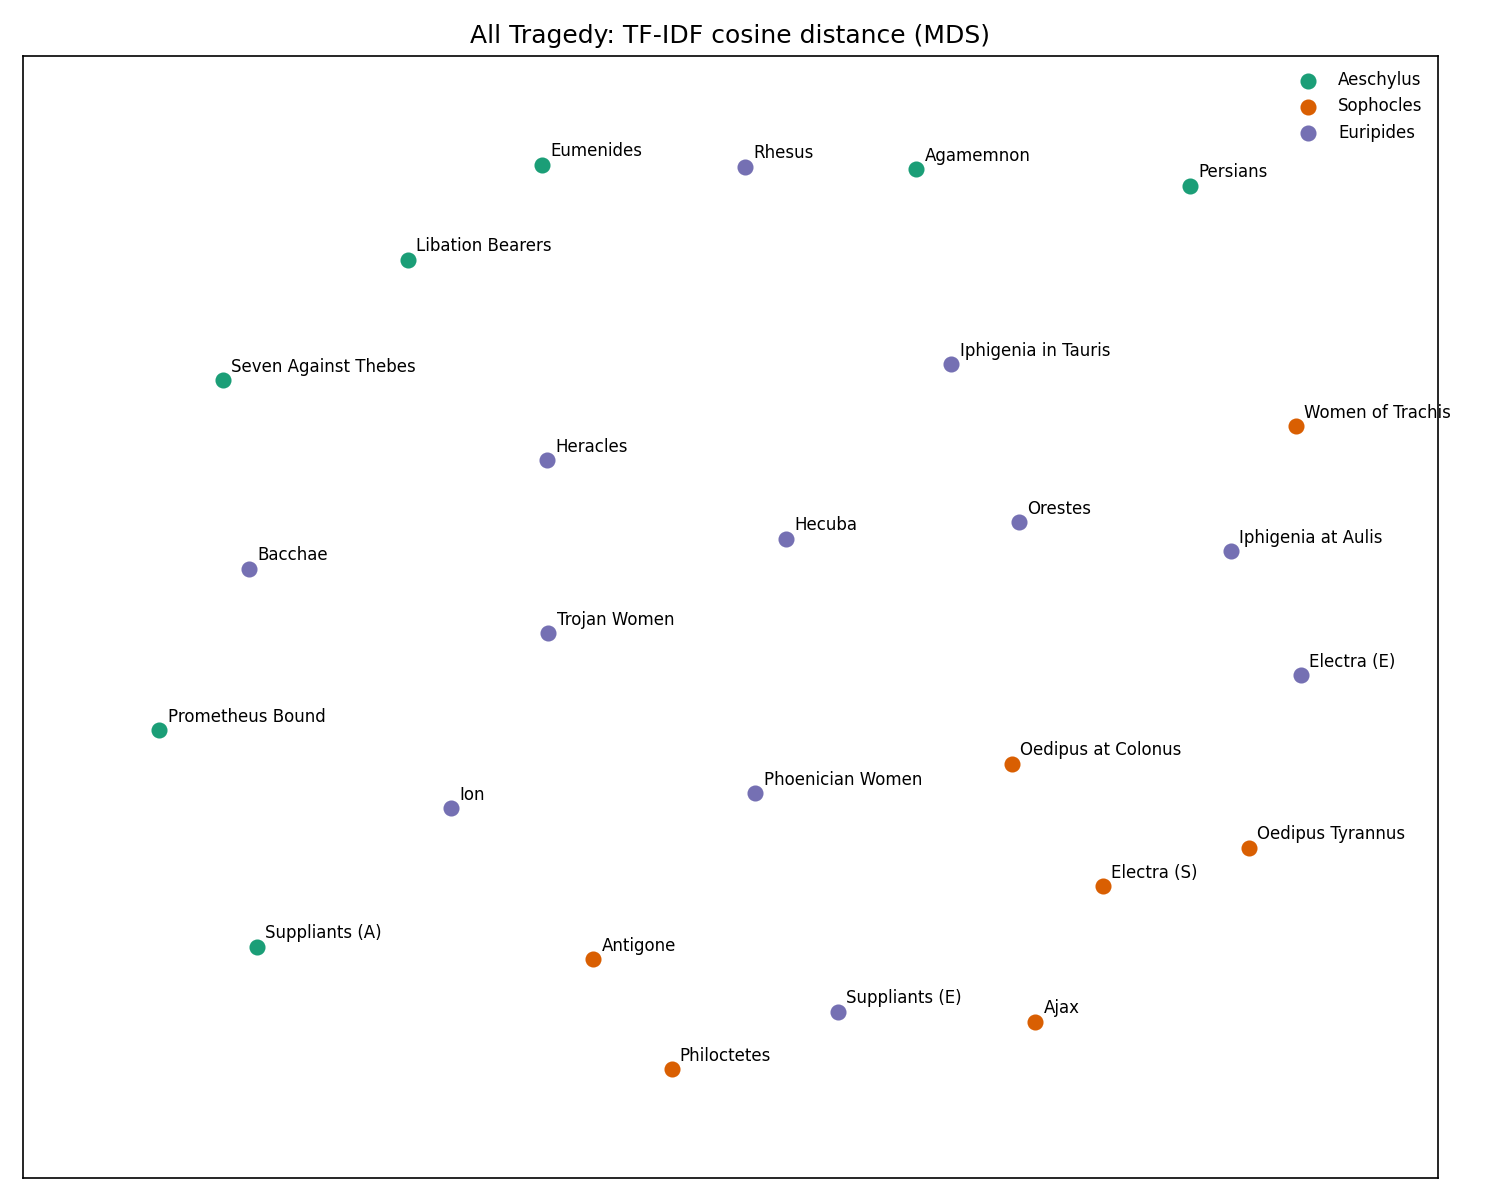 All Tragedy: TF-IDF cosine distance (MDS)
Aeschylus
Sophocles
Euripides
Eumenides
Rhesus
Agamemnon
Persians
Libation Bearers
Iphigenia in Tauris
Seven Against Thebes
Women of Trachis
Heracles
Orestes
Hecuba
Iphigenia at Aulis
Bacchae
Trojan Women
Electra (E)
Prometheus Bound
Oedipus at Colonus
Phoenician Women
Ion
Oedipus Tyrannus
Electra (S)
Suppliants (A)
Antigone
Suppliants (E)
Ajax
Philoctetes